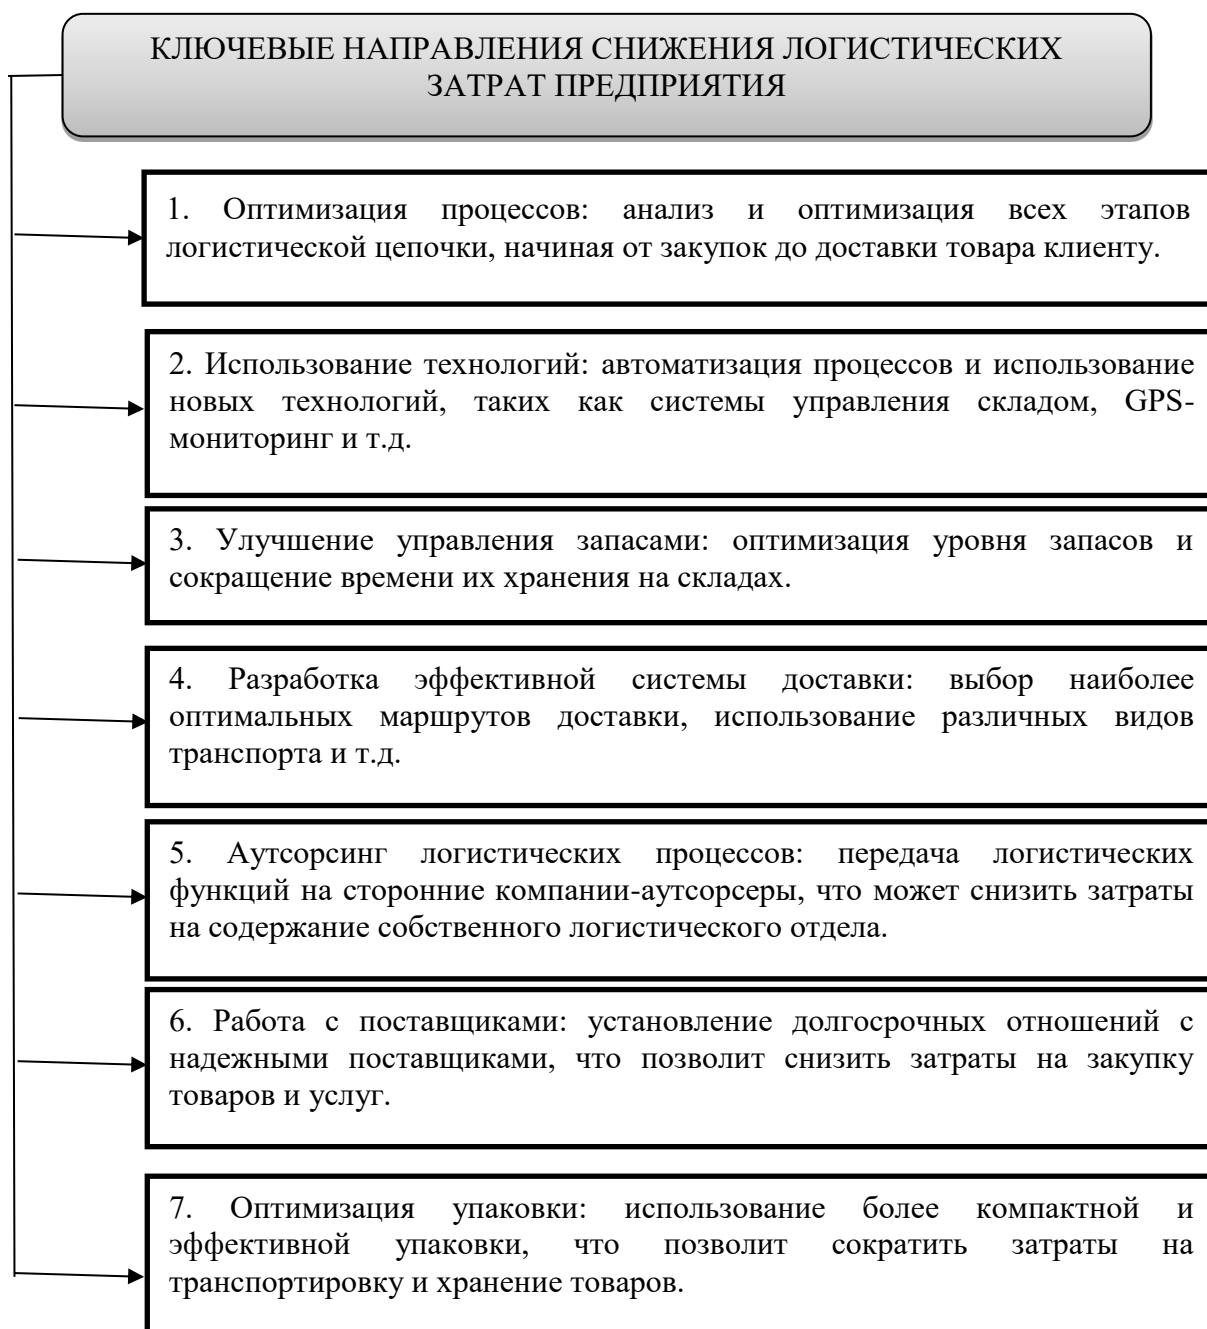 КЛЮЧЕВЫЕ НАПРАВЛЕНИЯ СНИЖЕНИЯ ЛОГИСТИЧЕСКИХ
ЗАТРАТ ПРЕДПРИЯТИЯ
1. Оптимизация процессов: анализ и оптимизация всех этапов
логистической цепочки, начиная от закупок до доставки товара клиенту.
2. Использование технологий: автоматизация процессов и использование
новых технологий, таких как системы управления складом, GPS-
мониторинг и т.д.
3. Улучшение управления запасами: оптимизация уровня запасов и
сокращение времени их хранения на складах.
4. Разработка эффективной системы доставки: выбор наиболее
оптимальных маршрутов доставки, использование различных видов
транспорта и т.д.
5. Аутсорсинг логистических процессов: передача логистических
функций на сторонние компании-аутсорсеры, что может снизить затраты
на содержание собственного логистического отдела.
6. Работа с поставщиками: установление долгосрочных отношений с
надежными поставщиками, что позволит снизить затраты на закупку
товаров и услуг.
7. Оптимизация упаковки: использование более компактной и
эффективной упаковки, что позволит сократить затраты на
транспортировку и хранение товаров.